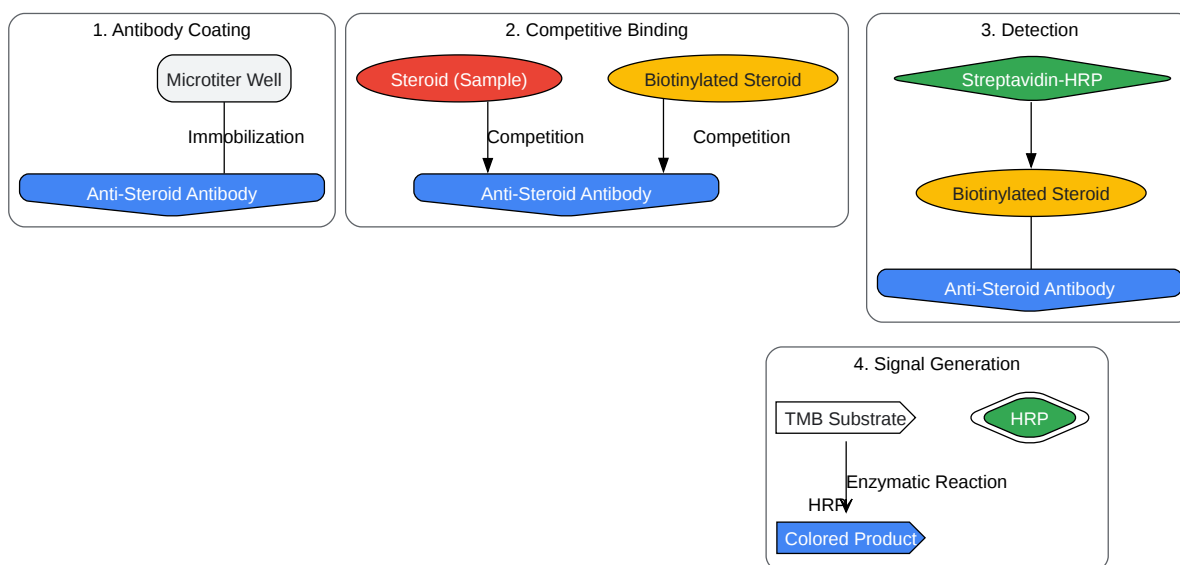 1. Antibody Coating
Microtiter Well
Immobilization
Anti-Steroid Antibody
2. Competitive Binding
Steroid (Sample)
Biotinylated Steroid
Competition
Competition
Anti-Steroid Antibody
3. Detection
Streptavidin-HRP
Biotinylated Steroid
Anti-Steroid Antibody
4. Signal Generation
TMB Substrate
HRP
Enzymatic Reaction
HRP
Colored Product